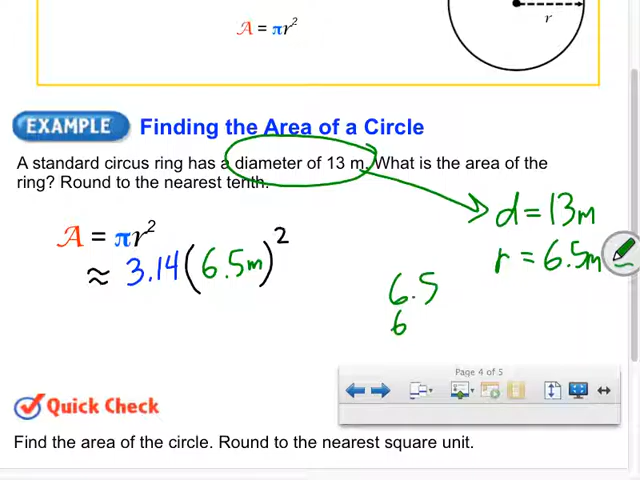 A = πr²
r
EXAMPLE Finding the Area of a Circle
A standard circus ring has a diameter of 13 m. What is the area of the
ring? Round to the nearest tenth.
d = 13m
A = πr²
r = 6.5m
≈ 3.14(6.5m)²
6.5
6
Page 4 of 5
Quick Check
Find the area of the circle. Round to the nearest square unit.